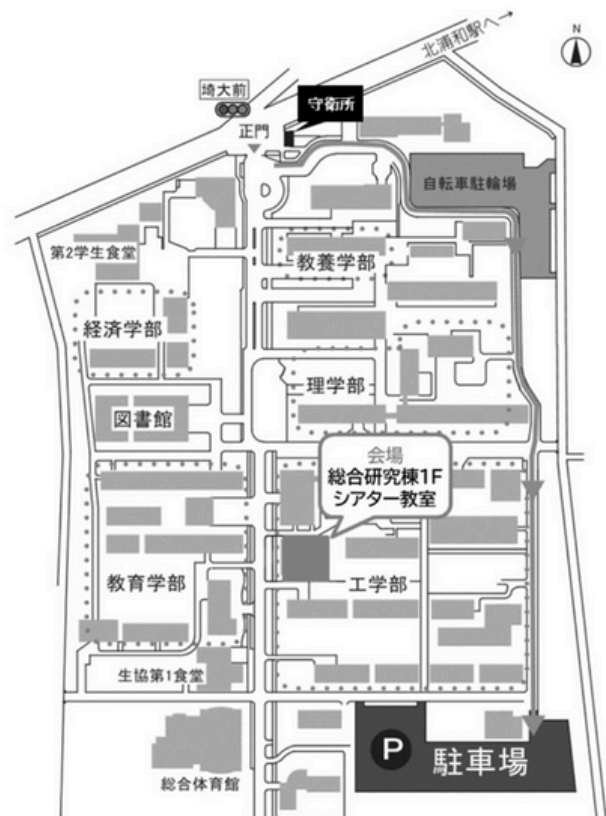 北浦和駅へ→
N
埼大前
守衛所
正門
自転車駐輪場
第2学生食堂
教養学部
経済学部
理学部
図書館
会場
総合研究棟1F
シアター教室
教育学部
工学部
生協第1食堂
P 駐車場
総合体育館